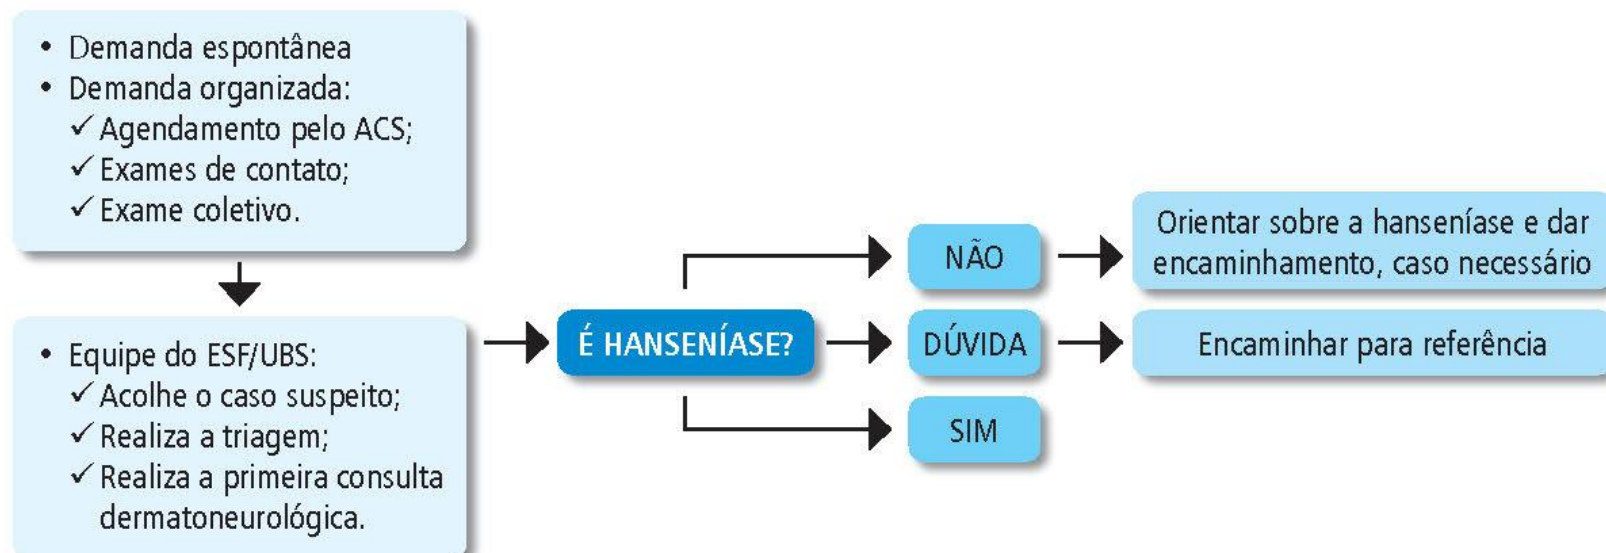 • Demanda espontânea
• Demanda organizada:
✓ Agendamento pelo ACS;
✓ Exames de contato;
✓ Exame coletivo.
• Equipe do ESF/UBS:
✓ Acolhe o caso suspeito;
✓ Realiza a triagem;
✓ Realiza a primeira consulta
dermatoneurológica.
É HANSENÍASE?
NÃO
Orientar sobre a hanseníase e dar
encaminhamento, caso necessário
DÚVIDA
Encaminhar para referência
SIM